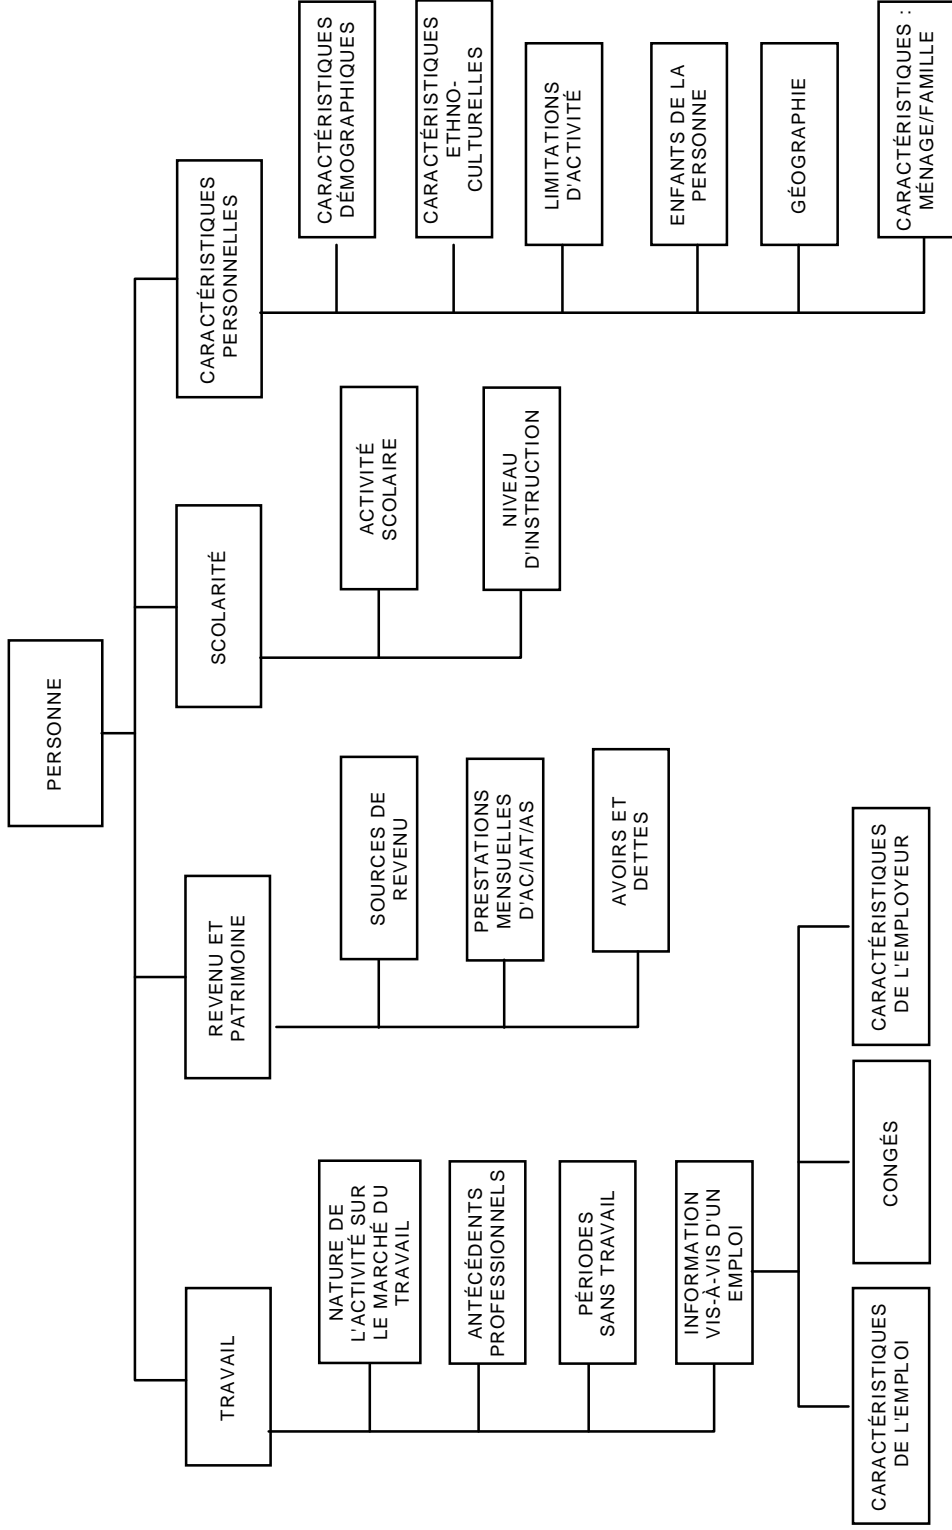 PERSONNE
TRAVAIL
REVENU ET
PATRIMOINE
SCOLARITÉ
CARACTÉRISTIQUES
PERSONNELLES
NATURE DE
L'ACTIVITÉ SUR
LE MARCHÉ DU
TRAVAIL
ANTÉCÉDENTS
PROFESSIONNELS
PÉRIODES
SANS TRAVAIL
INFORMATION
VIS-À-VIS D'UN
EMPLOI
CARACTÉRISTIQUES
DE L'EMPLOI
CONGÉS
CARACTÉRISTIQUES
DE L'EMPLOYEUR
SOURCES DE
REVENU
PRESTATIONS
MENSUELLES
D'AC/IAT/AS
AVOIRS ET
DETTES
ACTIVITÉ
SCOLAIRE
NIVEAU
D'INSTRUCTION
CARACTÉRISTIQUES
DÉMOGRAPHIQUES
CARACTÉRISTIQUES
ETHNO-
CULTURELLES
LIMITATIONS
D'ACTIVITÉ
ENFANTS DE LA
PERSONNE
GÉOGRAPHIE
CARACTÉRISTIQUES :
MÉNAGE/FAMILLE